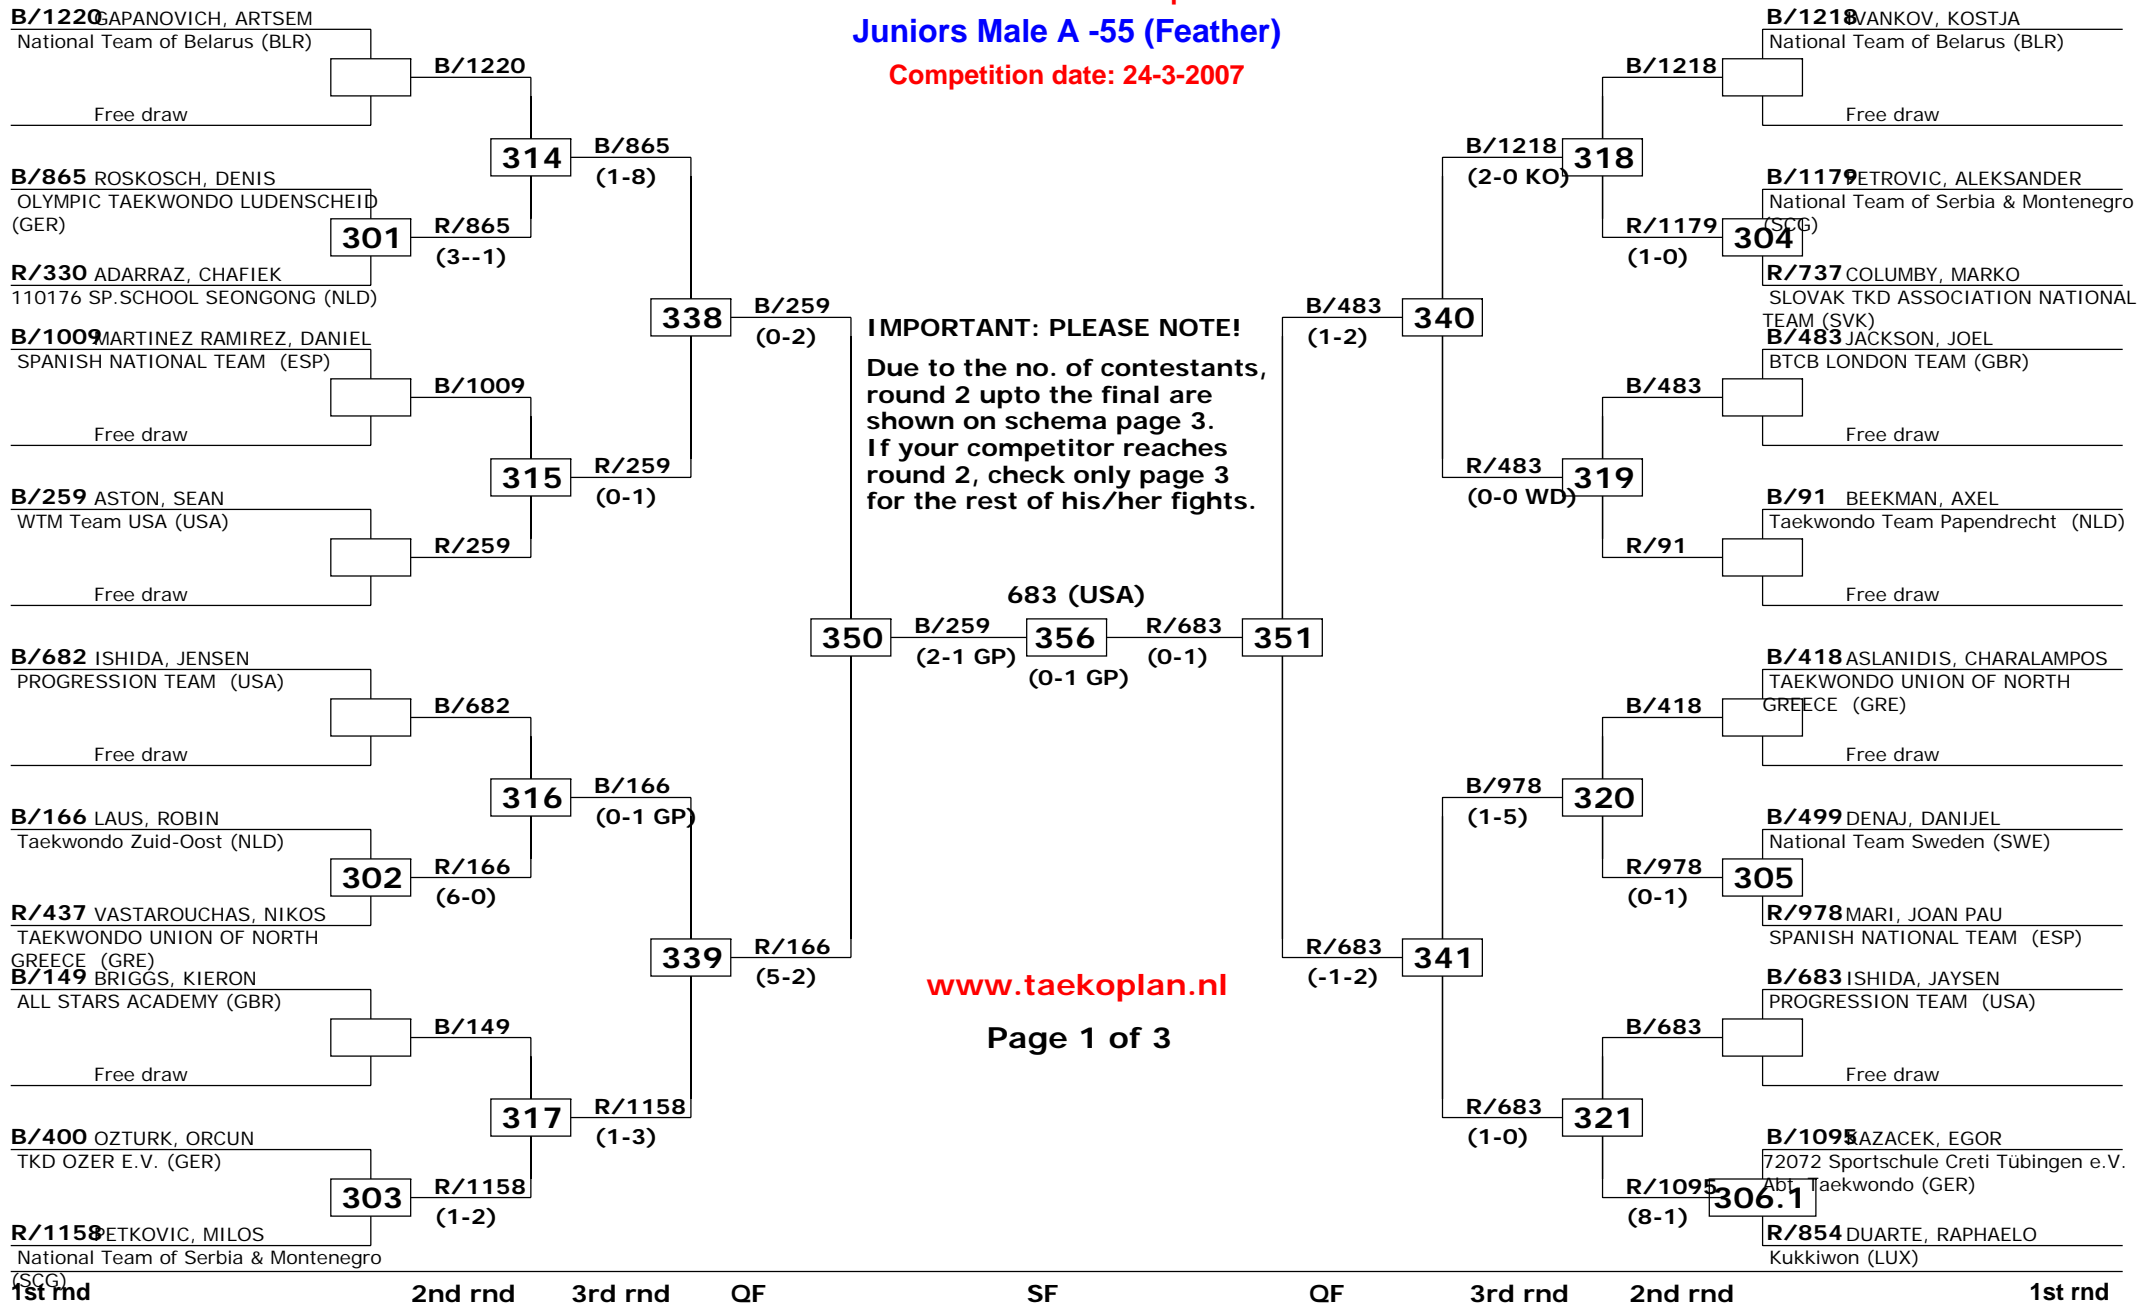 Juniors Male A -55 (Feather)
Competition date: 24-3-2007
B/1220 GAPANOVICH, ARTSEM
National Team of Belarus (BLR)
Free draw
B/1220
314
B/865
(1-8)
B/865 ROSKOSCH, DENIS
OLYMPIC TAEKWONDO LUDENSCHEID
(GER)
301
R/865
(3--1)
R/330 ADARRAZ, CHAFIEK
110176 SP.SCHOOL SEONGONG (NLD)
338
B/259
(0-2)
B/1009 MARTINEZ RAMIREZ, DANIEL
SPANISH NATIONAL TEAM (ESP)
B/1009
Free draw
315
R/259
(0-1)
B/259 ASTON, SEAN
WTM Team USA (USA)
R/259
Free draw
350
B/259
(2-1 GP)
B/682 ISHIDA, JENSEN
PROGRESSION TEAM (USA)
B/682
Free draw
316
B/166
(0-1 GP)
B/166 LAUS, ROBIN
Taekwondo Zuid-Oost (NLD)
302
R/166
(6-0)
R/437 VASTAROUCHAS, NIKOS
TAEKWONDO UNION OF NORTH
GREECE (GRE)
339
R/166
(5-2)
B/149 BRIGGS, KIERON
ALL STARS ACADEMY (GBR)
B/149
Free draw
317
R/1158
(1-3)
B/400 OZTURK, ORCUN
TKD OZER E.V. (GER)
303
R/1158
(1-2)
R/1158 PETKOVIC, MILOS
National Team of Serbia & Montenegro
(SCG)
IMPORTANT: PLEASE NOTE!
Due to the no. of contestants,
round 2 upto the final are
shown on schema page 3.
If your competitor reaches
round 2, check only page 3
for the rest of his/her fights.
683 (USA)
356
(0-1 GP)
www.taekoplan.nl
Page 1 of 3
B/1218 IVANKOV, KOSTJA
National Team of Belarus (BLR)
B/1218
Free draw
B/1218
(2-0 KO)
318
B/1179 PETROVIC, ALEKSANDER
National Team of Serbia & Montenegro
(SCG)
R/1179
(1-0)
304
R/737 COLUMBY, MARKO
SLOVAK TKD ASSOCIATION NATIONAL
TEAM (SVK)
B/483
(1-2)
340
B/483 JACKSON, JOEL
BTCB LONDON TEAM (GBR)
B/483
Free draw
R/483
(0-0 WD)
319
B/91 BEEKMAN, AXEL
Taekwondo Team Papendrecht (NLD)
R/91
Free draw
R/683
(0-1)
351
B/418 ASLANIDIS, CHARALAMPOS
TAEKWONDO UNION OF NORTH
GREECE (GRE)
B/418
Free draw
B/978
(1-5)
320
B/499 DENAJ, DANIJEL
National Team Sweden (SWE)
R/978
(0-1)
305
R/978 MARI, JOAN PAU
SPANISH NATIONAL TEAM (ESP)
R/683
(-1-2)
341
B/683 ISHIDA, JAYSEN
PROGRESSION TEAM (USA)
B/683
Free draw
R/683
(1-0)
321
B/1095 KAZACEK, EGOR
72072 Sportschule Creti Tübingen e.V.
Abt. Taekwondo (GER)
R/1095
(8-1)
306.1
R/854 DUARTE, RAPHAELO
Kukkiwon (LUX)
1st rnd 2nd rnd 3rd rnd QF SF QF 3rd rnd 2nd rnd 1st rnd